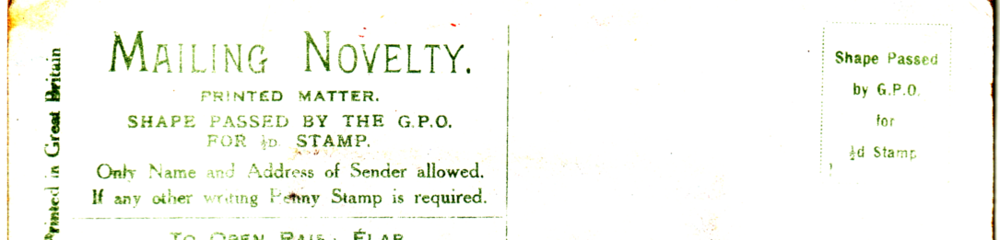 MAILING NOVELTY.
PRINTED MATTER.
SHAPE PASSED BY THE G.P.O.
FOR ½D. STAMP.
Only Name and Address of Sender allowed.
If any other writing Penny Stamp is required.
TO OPEN RAISE FLAP
Printed in Great Britain
Shape Passed
by G.P.O.
for
½d Stamp